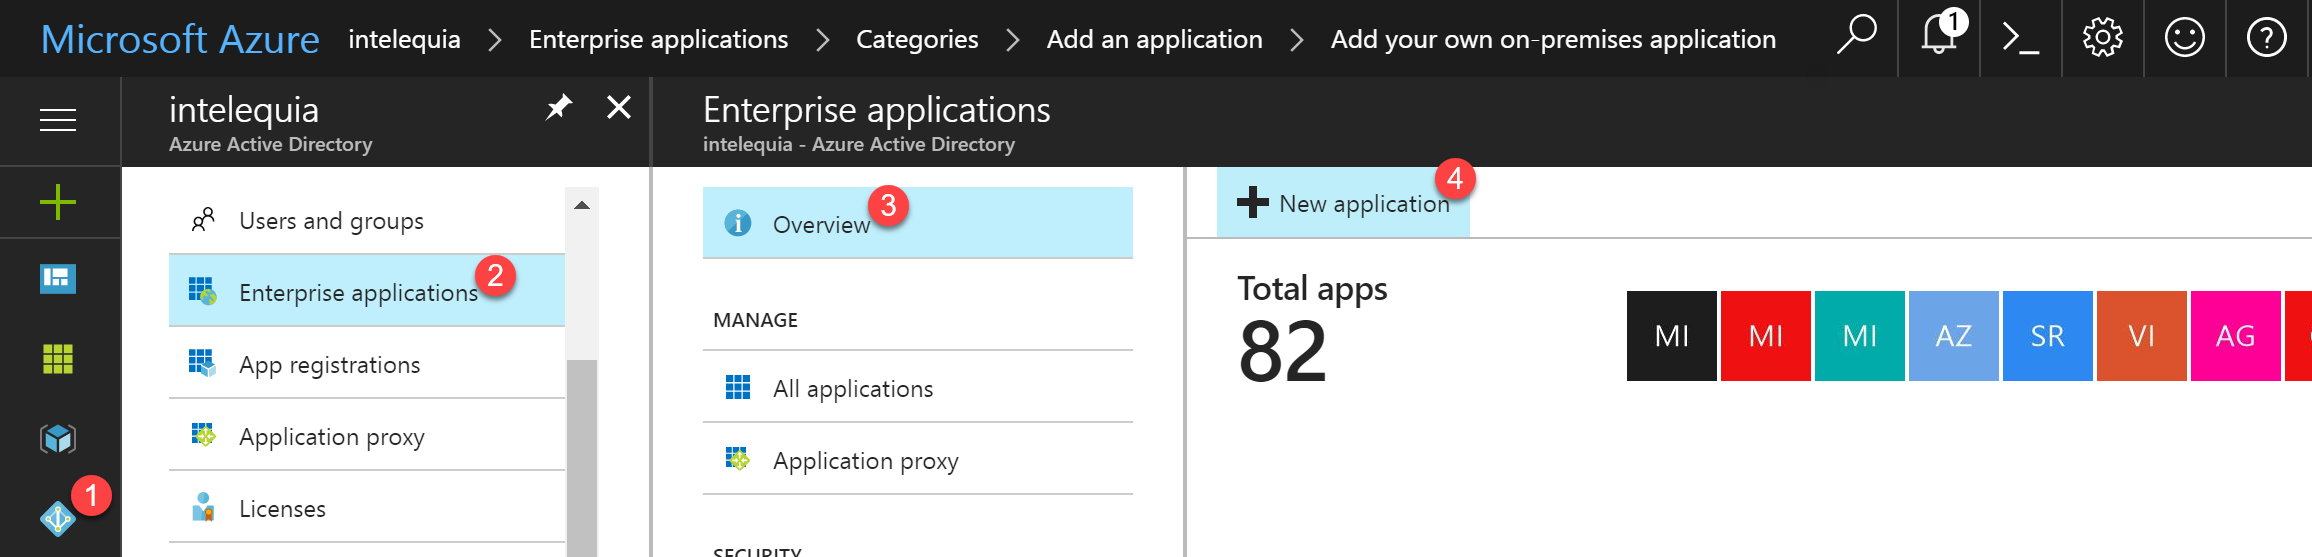 Microsoft Azure intelequia > Enterprise applications > Categories > Add an application > Add your own on-premises application 1 >_ ?
intelequia
Azure Active Directory
Users and groups
Enterprise applications 2
App registrations
Application proxy
Licenses
1
Enterprise applications
intelequia - Azure Active Directory
Overview 3
MANAGE
All applications
Application proxy
SECURITY
New application 4
Total apps
82
MI MI MI AZ SR VI AG